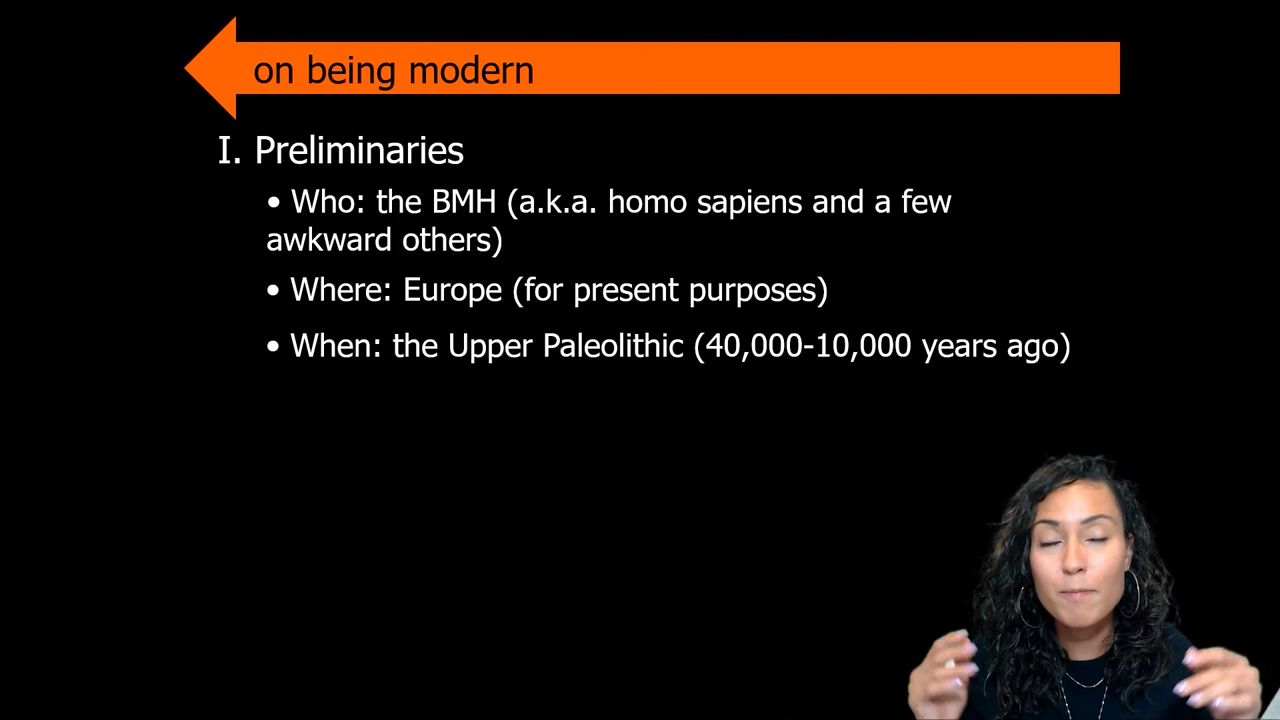 on being modern
I. Preliminaries
• Who: the BMH (a.k.a. homo sapiens and a few
awkward others)
• Where: Europe (for present purposes)
• When: the Upper Paleolithic (40,000-10,000 years ago)